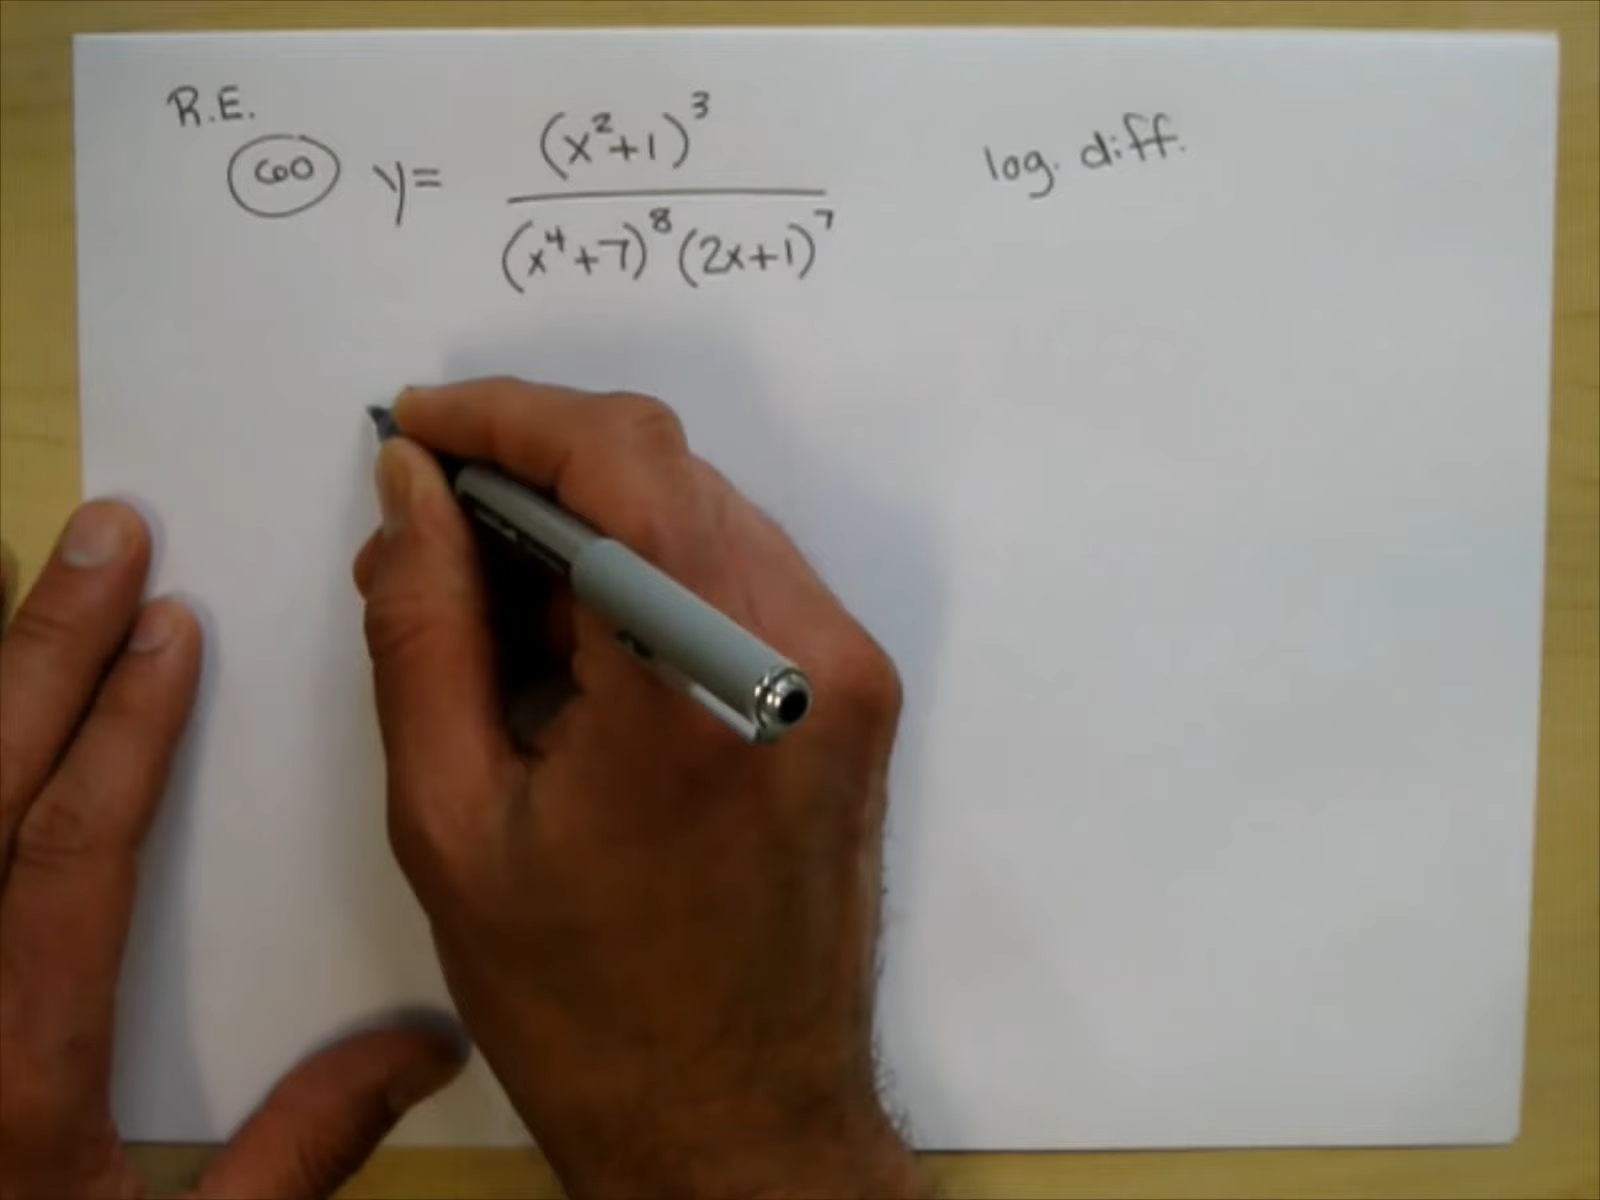 R.E.
60 y= (x²+1)³ / (x⁴+7)⁸(2x+1)⁷
log. diff.